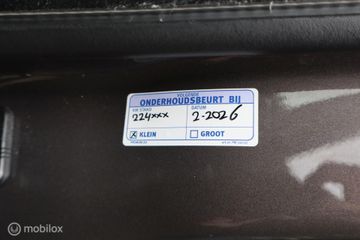 VOLGENDE
ONDERHOUDSBEURT BIJ
KM STAND DATUM
224xxx 2-2026
☒ KLEIN ☐ GROOT
mobilox